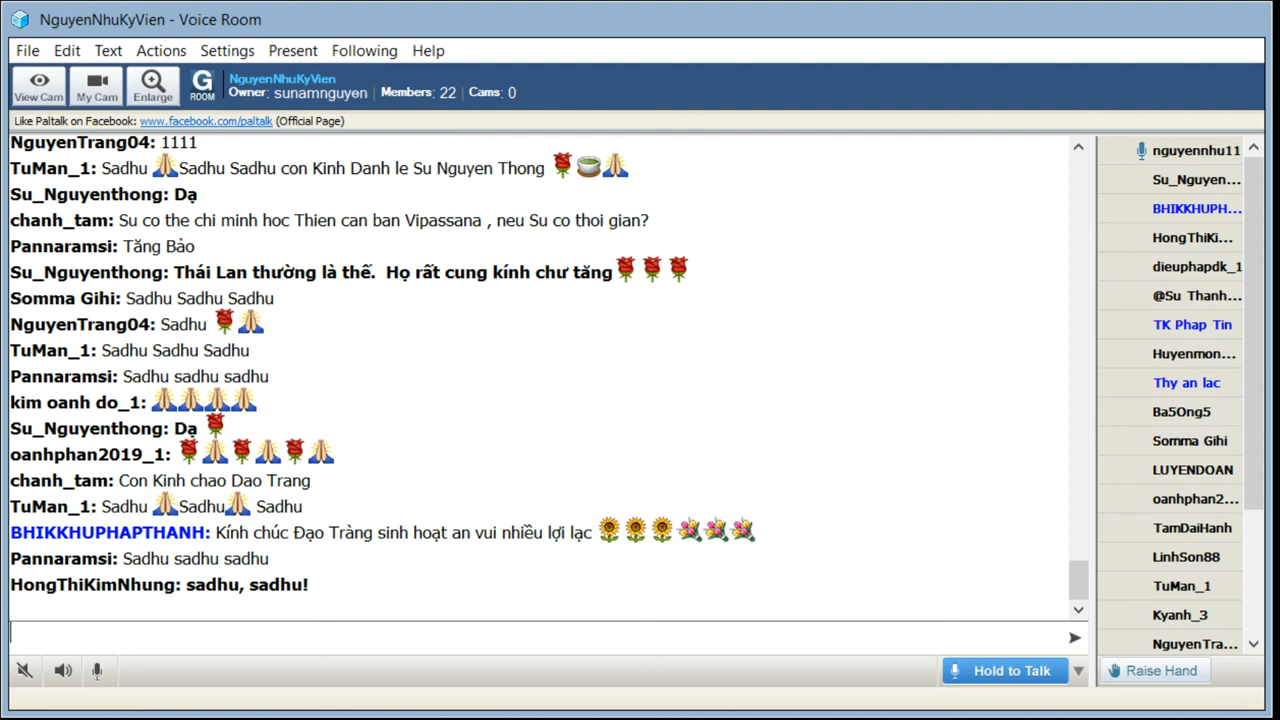 NguyenNhuKyVien - Voice Room
File Edit Text Actions Settings Present Following Help
View Cam My Cam Enlarge G ROOM NguyenNhuKyVien
Owner: sunamnguyen | Members: 22 | Cams: 0
Like Paltalk on Facebook: www.facebook.com/paltalk (Official Page)
NguyenTrang04: 1111
TuMan_1: Sadhu Sadhu Sadhu con Kinh Danh le Su Nguyen Thong
Su_Nguyenthong: Dạ
chanh_tam: Su co the chi minh hoc Thien can ban Vipassana , neu Su co thoi gian?
Pannaramsi: Tăng Bảo
Su_Nguyenthong: Thái Lan thường là thế. Họ rất cung kính chư tăng
Somma Gihi: Sadhu Sadhu Sadhu
NguyenTrang04: Sadhu
TuMan_1: Sadhu Sadhu Sadhu
Pannaramsi: Sadhu sadhu sadhu
kim oanh do_1:
Su_Nguyenthong: Dạ
oanhphan2019_1:
chanh_tam: Con Kinh chao Dao Trang
TuMan_1: Sadhu Sadhu Sadhu
BHIKKHUPHAPTHANH: Kính chúc Đạo Tràng sinh hoạt an vui nhiều lợi lạc
Pannaramsi: Sadhu sadhu sadhu
HongThiKimNhung: sadhu, sadhu!
nguyennhu11
Su_Nguyen...
BHIKKHUPH...
HongThiKi...
dieuphapdk_1
@Su Thanh...
TK Phap Tin
Huyenmon...
Thy an lac
Ba5Ong5
Somma Gihi
LUYENDOAN
oanhphan2...
TamDaiHanh
LinhSon88
TuMan_1
Kyanh_3
NguyenTra...
Hold to Talk
Raise Hand